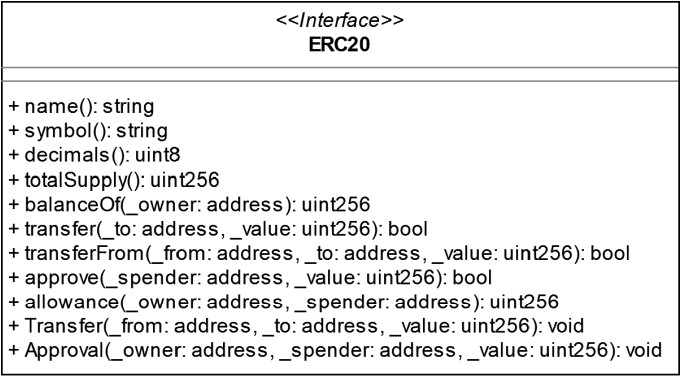 <<Interface>>
ERC20
+ name(): string
+ symbol(): string
+ decimals(): uint8
+ totalSupply(): uint256
+ balanceOf(_owner: address): uint256
+ transfer(_to: address, _value: uint256): bool
+ transferFrom(_from: address, _to: address, _value: uint256): bool
+ approve(_spender: address, _value: uint256): bool
+ allowance(_owner: address, _spender: address): uint256
+ Transfer(_from: address, _to: address, _value: uint256): void
+ Approval(_owner: address, _spender: address, _value: uint256): void